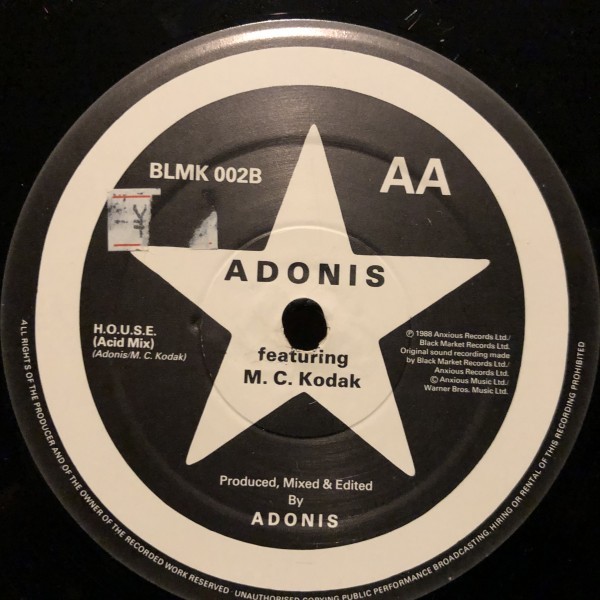 BLMK 002B
AA
ADONIS
featuring
M. C. Kodak
H.O.U.S.E.
(Acid Mix)
(Adonis/M. C. Kodak)
℗ 1988 Anxious Records Ltd./
Black Market Records Ltd.
Original sound recording made
by Black Market Records Ltd./
Anxious Records Ltd.
© Anxious Music Ltd./
Warner Bros. Music Ltd.
Produced, Mixed & Edited
By
ADONIS
ALL RIGHTS OF THE PRODUCER AND OF THE OWNER OF THE RECORDED WORK RESERVED UNAUTHORISED COPYING PUBLIC PERFORMANCE BROADCASTING, HIRING OR RENTAL OF THIS RECORDING PROHIBITED